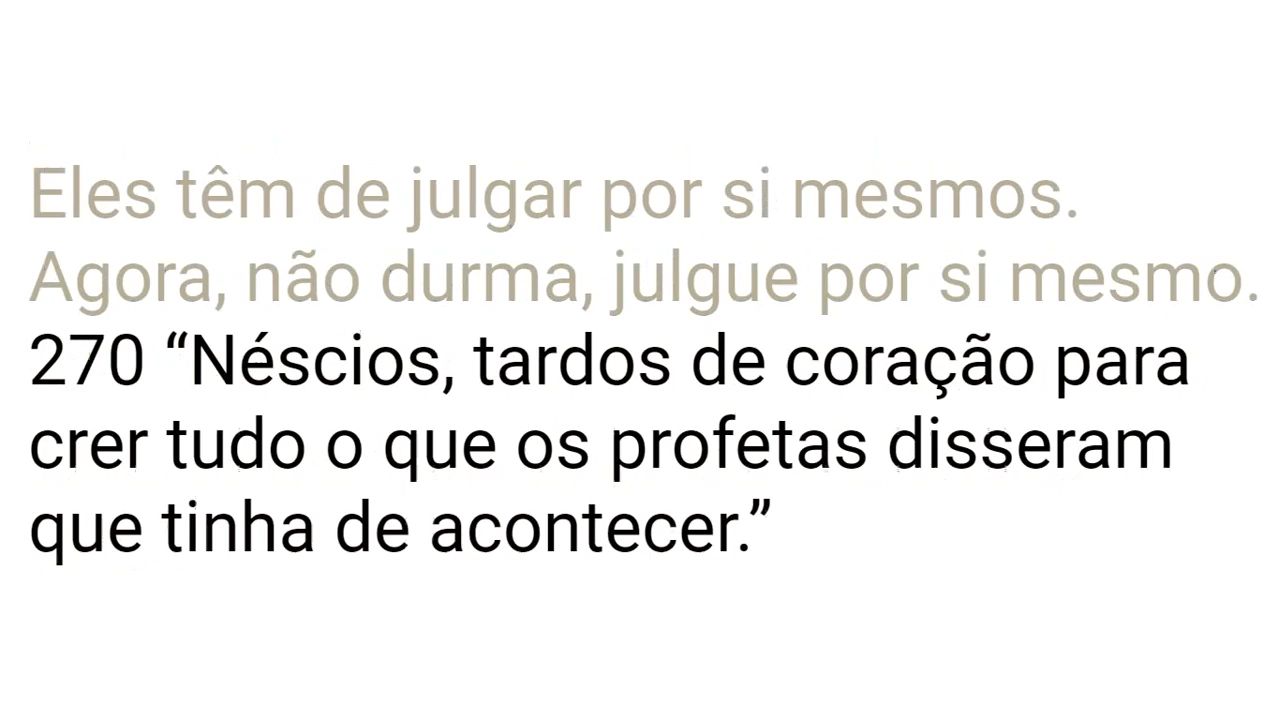 Eles têm de julgar por si mesmos.
Agora, não durma, julgue por si mesmo.
270 “Néscios, tardos de coração para
crer tudo o que os profetas disseram
que tinha de acontecer.”